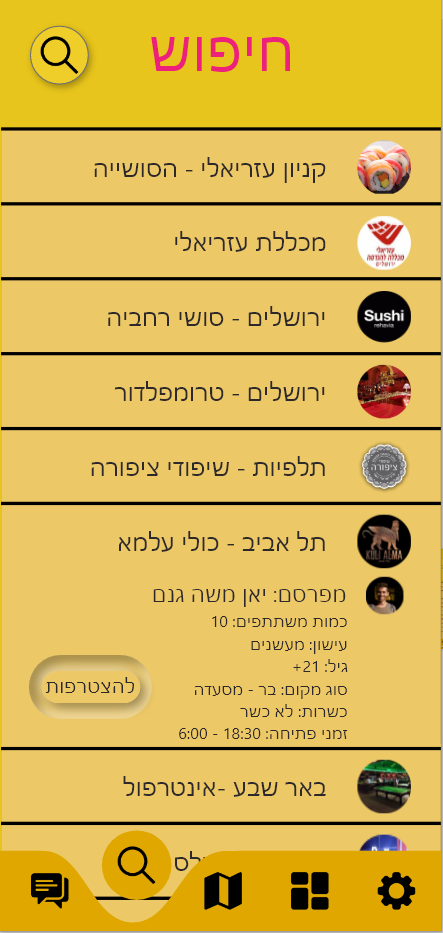 חיפוש
קניון עזריאלי - הסושייה
מכללת עזריאלי
עזריאלי
מכללה להנדסה
ירושלים
ירושלים - סושי רחביה
Sushi
rehavia
ירושלים - טרומפלדור
תלפיות - שיפודי ציפורה
ציפורה
תל אביב - כולי עלמא
KULI ALMA
מפרסם: יאן משה גנם
כמות משתתפים: 10
עישון: מעשנים
גיל: 21+
סוג מקום: בר - מסעדה
להצטרפות
כשרות: לא כשר
זמני פתיחה: 18:30 - 6:00
באר שבע -אינטרפול